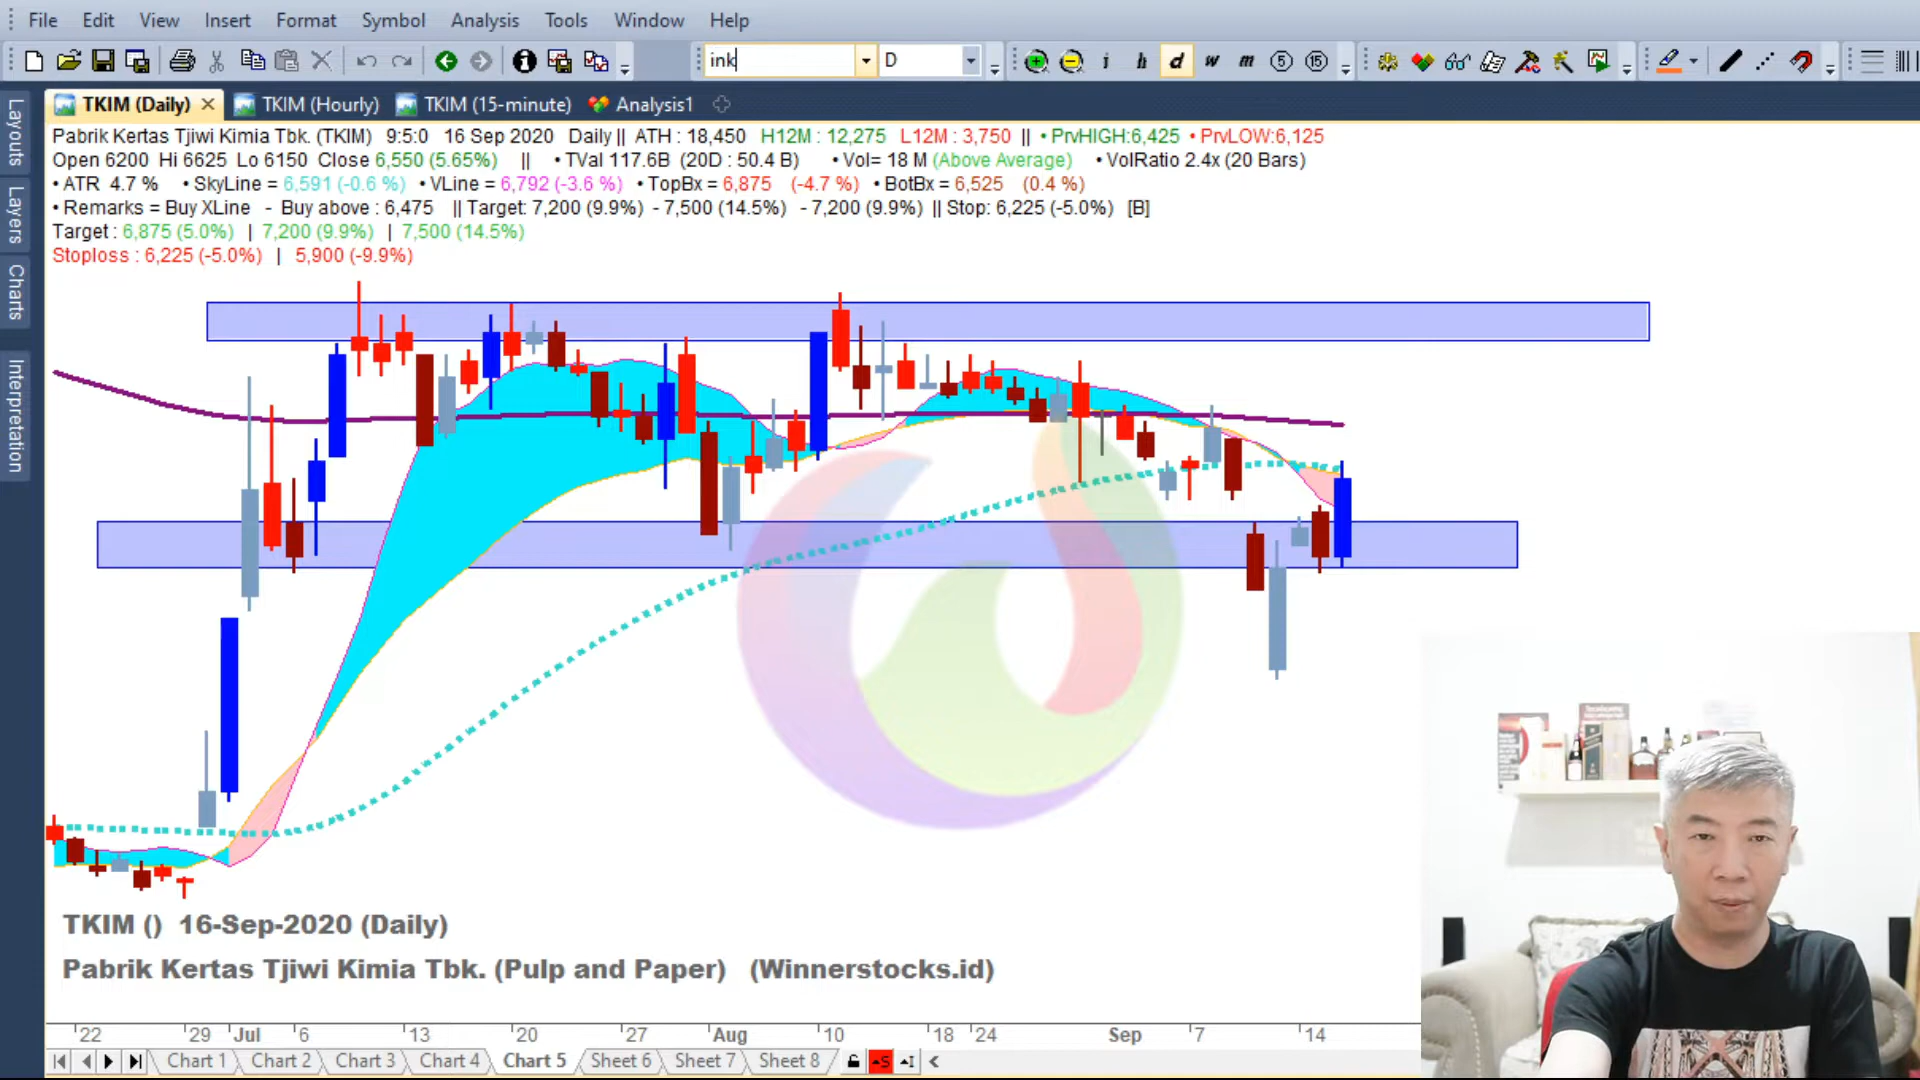 File Edit View Insert Format Symbol Analysis Tools Window Help
ink D i h d w m 5 15
TKIM (Daily) TKIM (Hourly) TKIM (15-minute) Analysis1
Layouts
Layers
Charts
Interpretation
Pabrik Kertas Tjiwi Kimia Tbk. (TKIM) 9:5:0 16 Sep 2020 Daily || ATH : 18,450 H12M : 12,275 L12M : 3,750 || • PrvHIGH:6,425 • PrvLOW:6,125
Open 6200 Hi 6625 Lo 6150 Close 6,550 (5.65%) || • TVal 117.6B (20D : 50.4 B) • Vol= 18 M (Above Average) • VolRatio 2.4x (20 Bars)
• ATR 4.7 % • SkyLine = 6,591 (-0.6 %) • VLine = 6,792 (-3.6 %) • TopBx = 6,875 (-4.7 %) • BotBx = 6,525 (0.4 %)
• Remarks = Buy XLine - Buy above : 6,475 || Target: 7,200 (9.9%) - 7,500 (14.5%) - 7,200 (9.9%) || Stop: 6,225 (-5.0%) [B]
Target : 6,875 (5.0%) | 7,200 (9.9%) | 7,500 (14.5%)
Stoploss : 6,225 (-5.0%) | 5,900 (-9.9%)
TKIM () 16-Sep-2020 (Daily)
Pabrik Kertas Tjiwi Kimia Tbk. (Pulp and Paper) (Winnerstocks.id)
22 29 Jul 6 13 20 27 Aug 10 18 24 Sep 7 14
Chart 1 Chart 2 Chart 3 Chart 4 Chart 5 Sheet 6 Sheet 7 Sheet 8